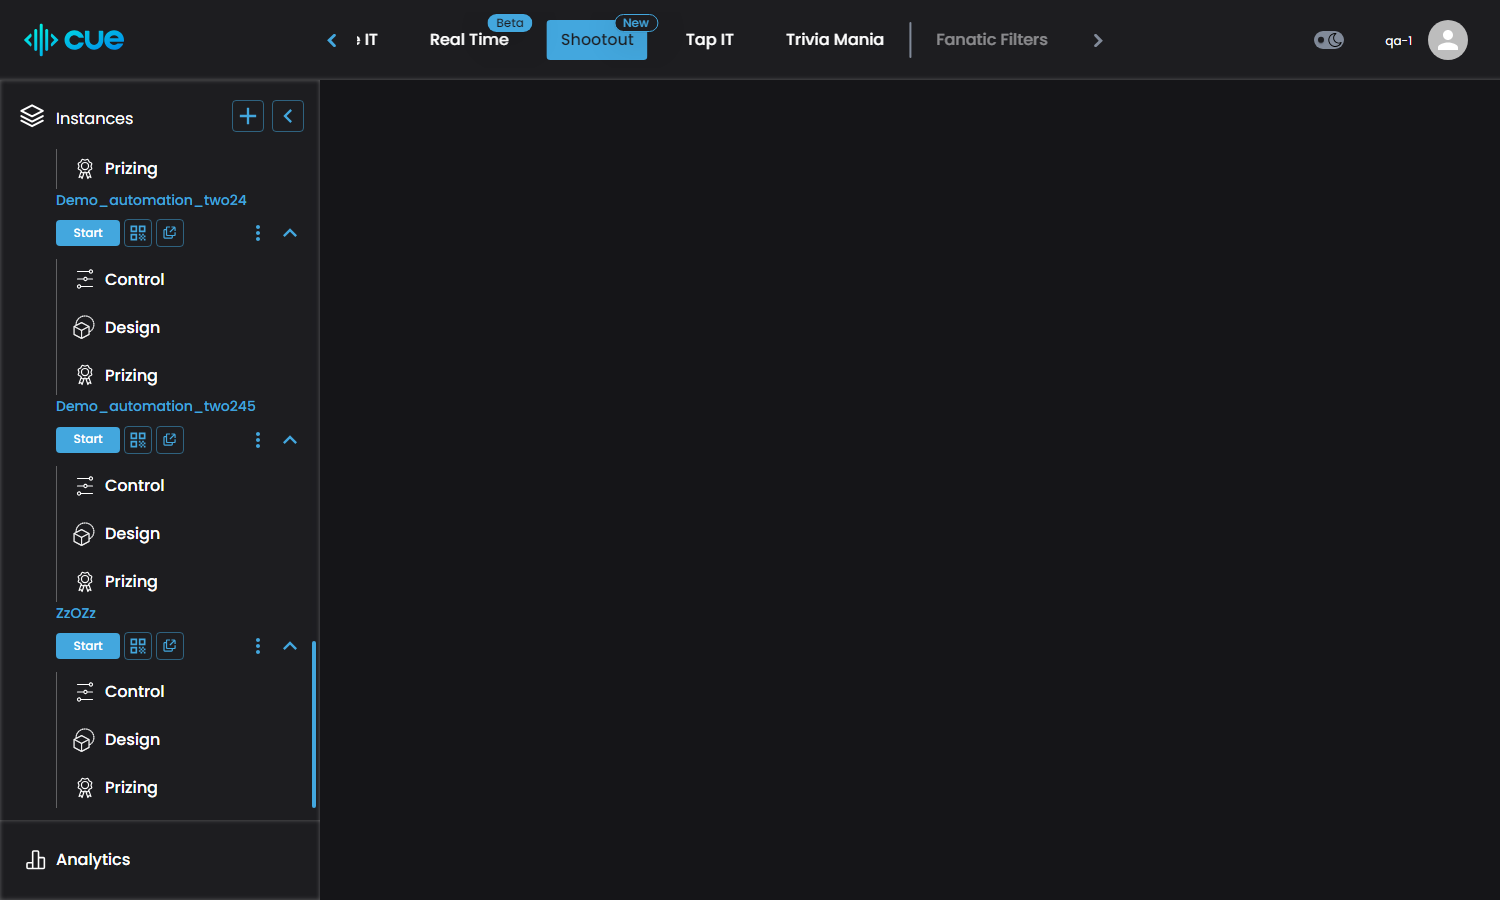 cue
IT
Real Time
Beta
Shootout
New
Tap IT
Trivia Mania
Fanatic Filters
qa-1
Instances
Prizing
Demo_automation_two24
Start
Control
Design
Prizing
Demo_automation_two245
Start
Control
Design
Prizing
ZzOZz
Start
Control
Design
Prizing
Analytics